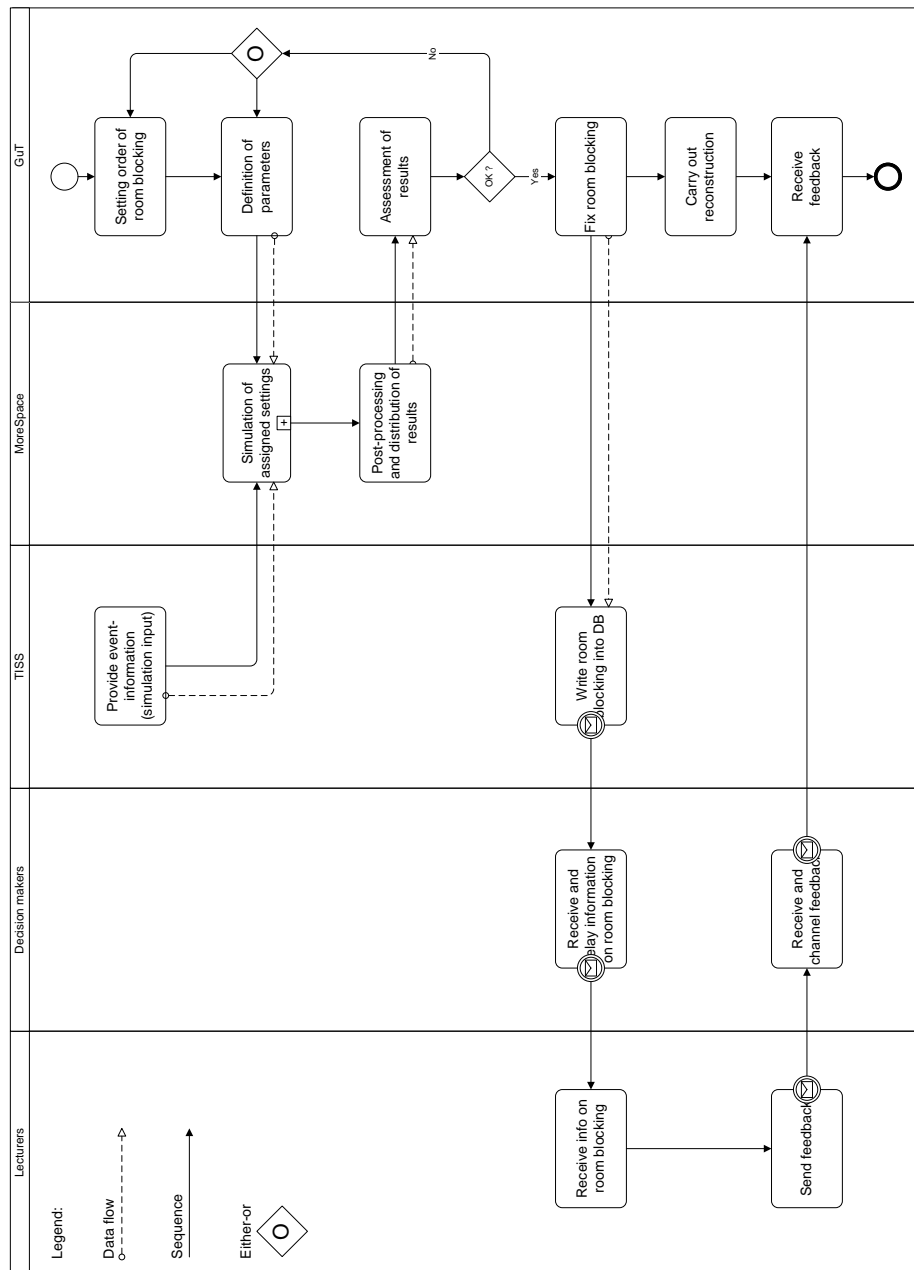 GuT
Setting order of
room blocking
Definition of
parameters
O
Assessment of
results
No
OK ?
Yes
Fix room blocking
Carry out
reconstruction
Receive
feedback
MoreSpace
Simulation of
assigned settings
+
Post-processing
and distribution of
results
TISS
Provide event-
information
(simulation input)
Write room
blocking into DB
Decision makers
Receive and
elay information
on room blocking
Receive and
channel feedback
Lecturers
Legend:
Data flow
Sequence
Either-or
O
Receive info on
room blocking
Send feedback